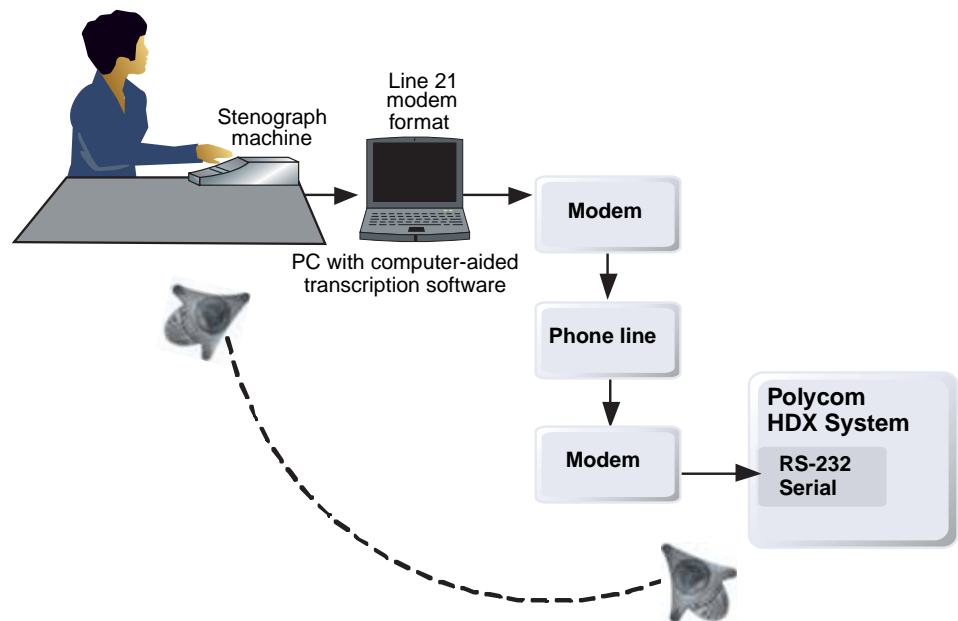 Stenograph
machine
Line 21
modem
format
PC with computer-aided
transcription software
Modem
Phone line
Modem
Polycom
HDX System
RS-232
Serial